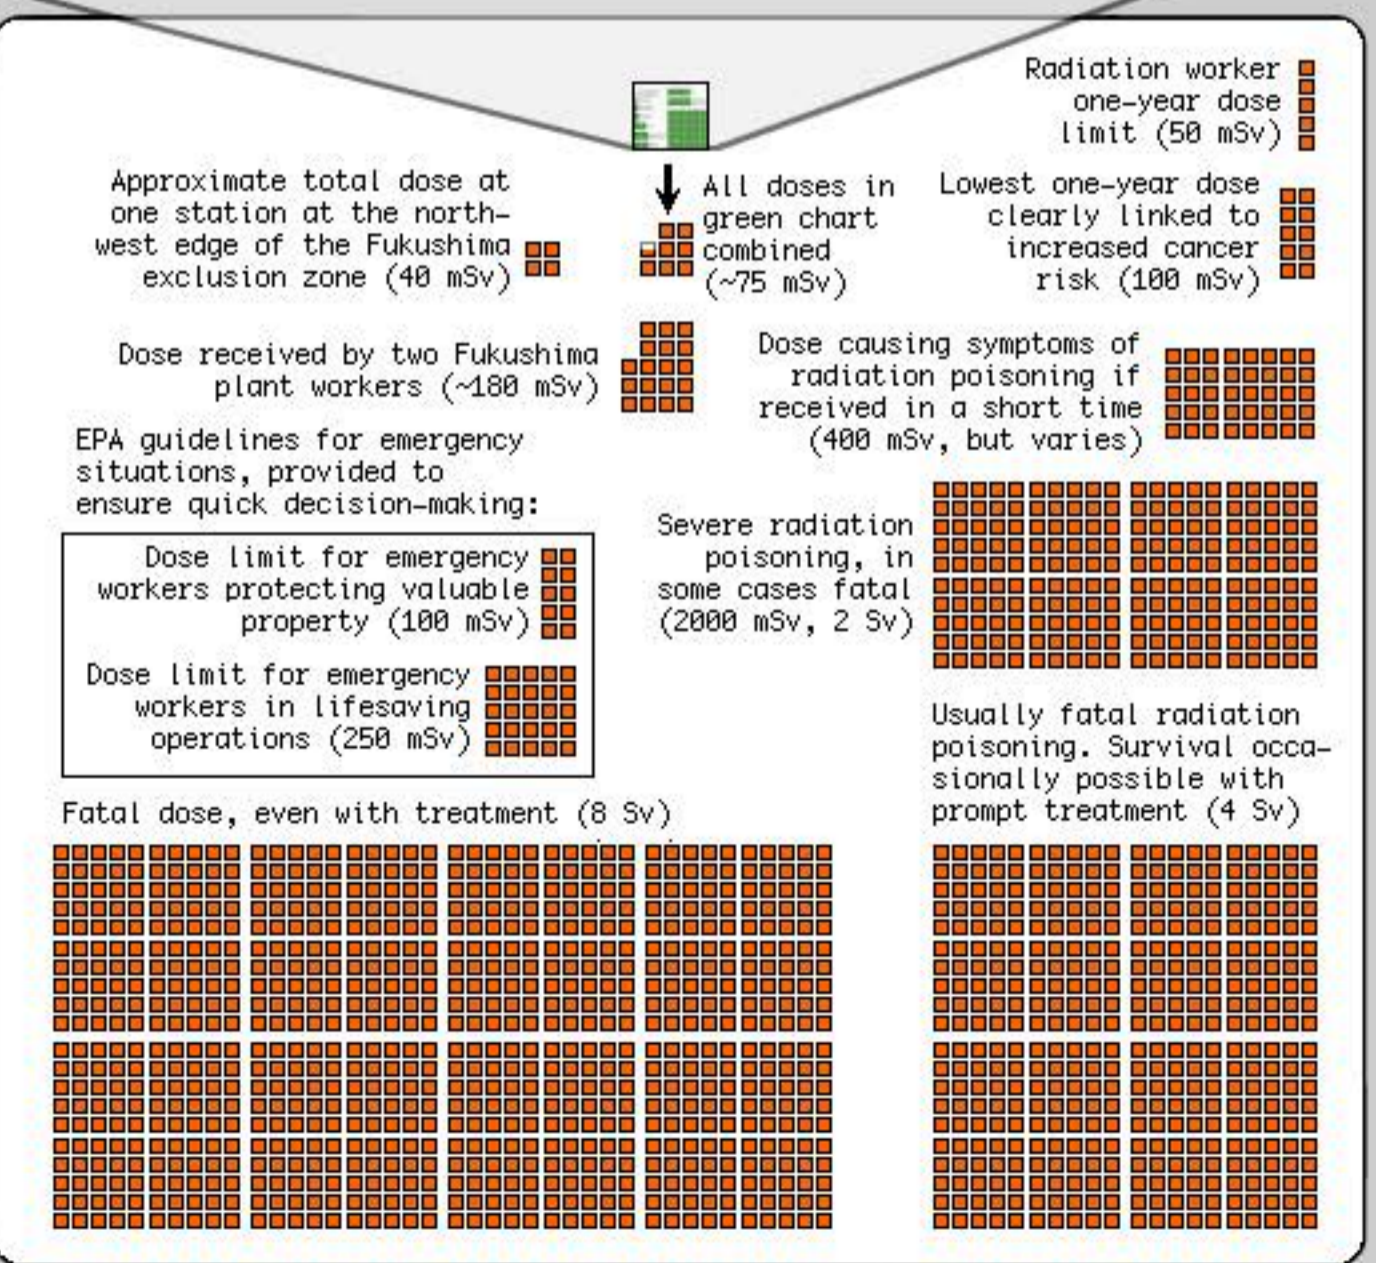 Radiation worker
one-year dose
limit (50 mSv)
Approximate total dose at
one station at the north-
west edge of the Fukushima
exclusion zone (40 mSv)
All doses in
green chart
combined
(~75 mSv)
Lowest one-year dose
clearly linked to
increased cancer
risk (100 mSv)
Dose received by two Fukushima
plant workers (~180 mSv)
Dose causing symptoms of
radiation poisoning if
received in a short time
(400 mSv, but varies)
EPA guidelines for emergency
situations, provided to
ensure quick decision-making:
Dose limit for emergency
workers protecting valuable
property (100 mSv)
Dose limit for emergency
workers in lifesaving
operations (250 mSv)
Severe radiation
poisoning, in
some cases fatal
(2000 mSv, 2 Sv)
Usually fatal radiation
poisoning. Survival occa-
sionally possible with
prompt treatment (4 Sv)
Fatal dose, even with treatment (8 Sv)